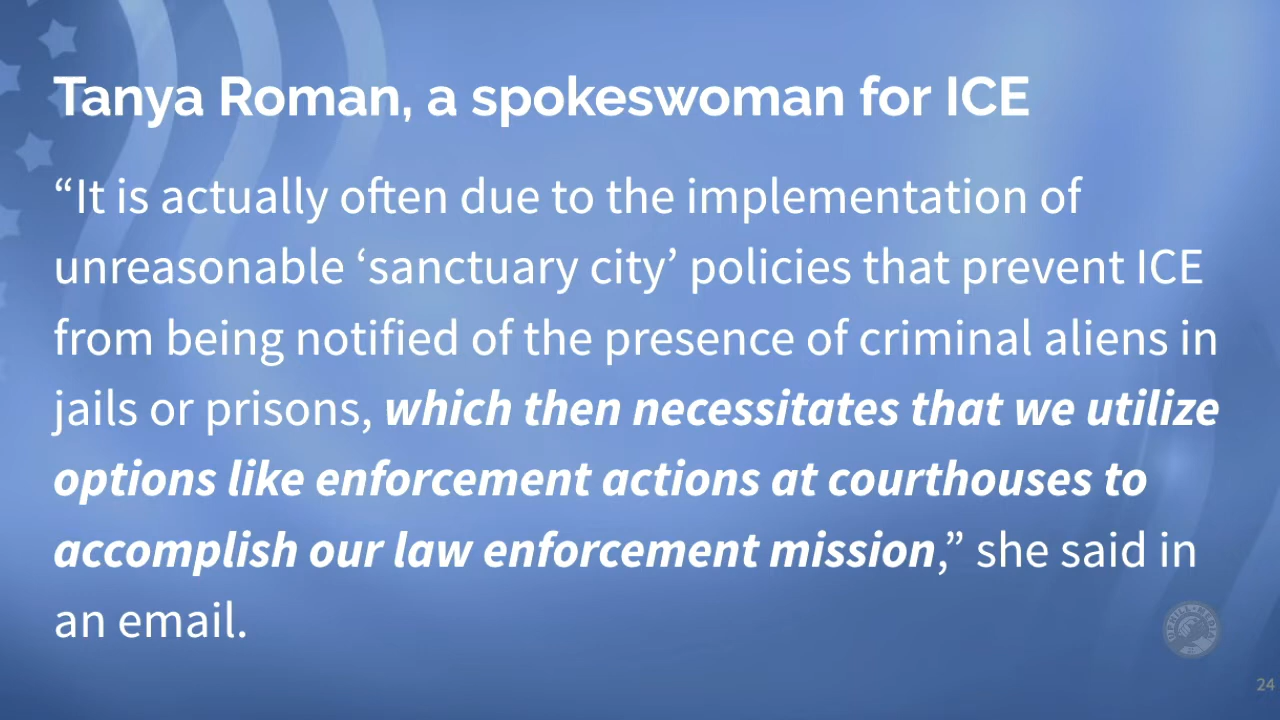 Tanya Roman, a spokeswoman for ICE
“It is actually often due to the implementation of
unreasonable ‘sanctuary city’ policies that prevent ICE
from being notified of the presence of criminal aliens in
jails or prisons, which then necessitates that we utilize
options like enforcement actions at courthouses to
accomplish our law enforcement mission,” she said in
an email.
24